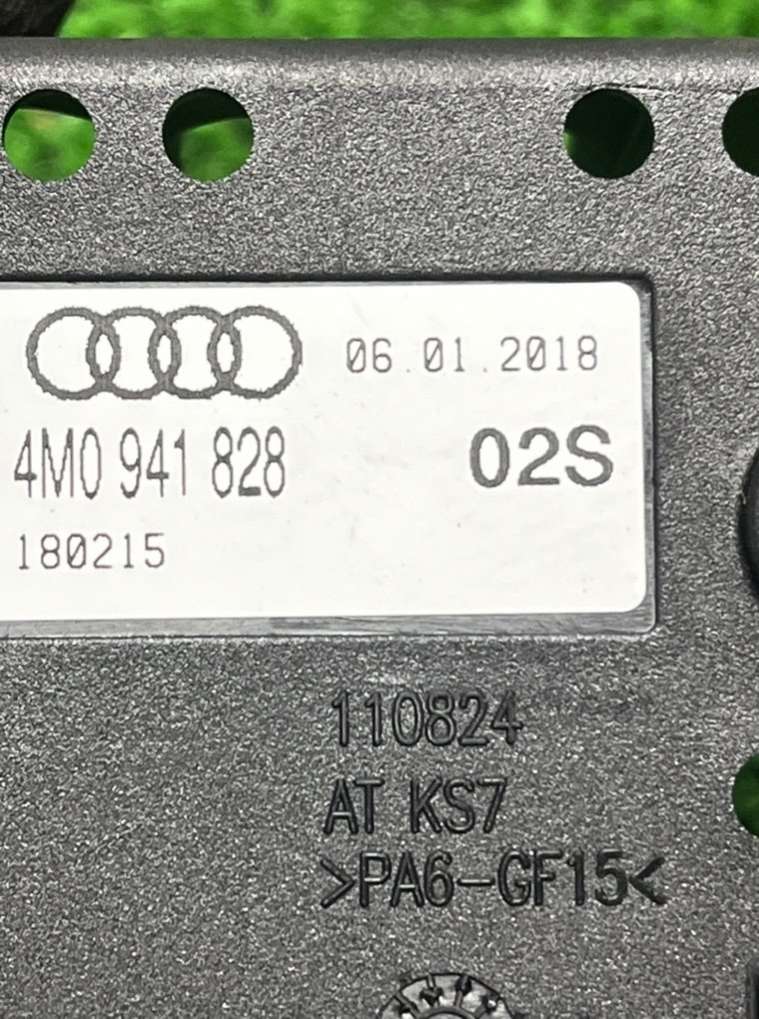 06.01.2018
4M0 941 828 02S
180215
110824
AT KS7
>PA6-GF15<